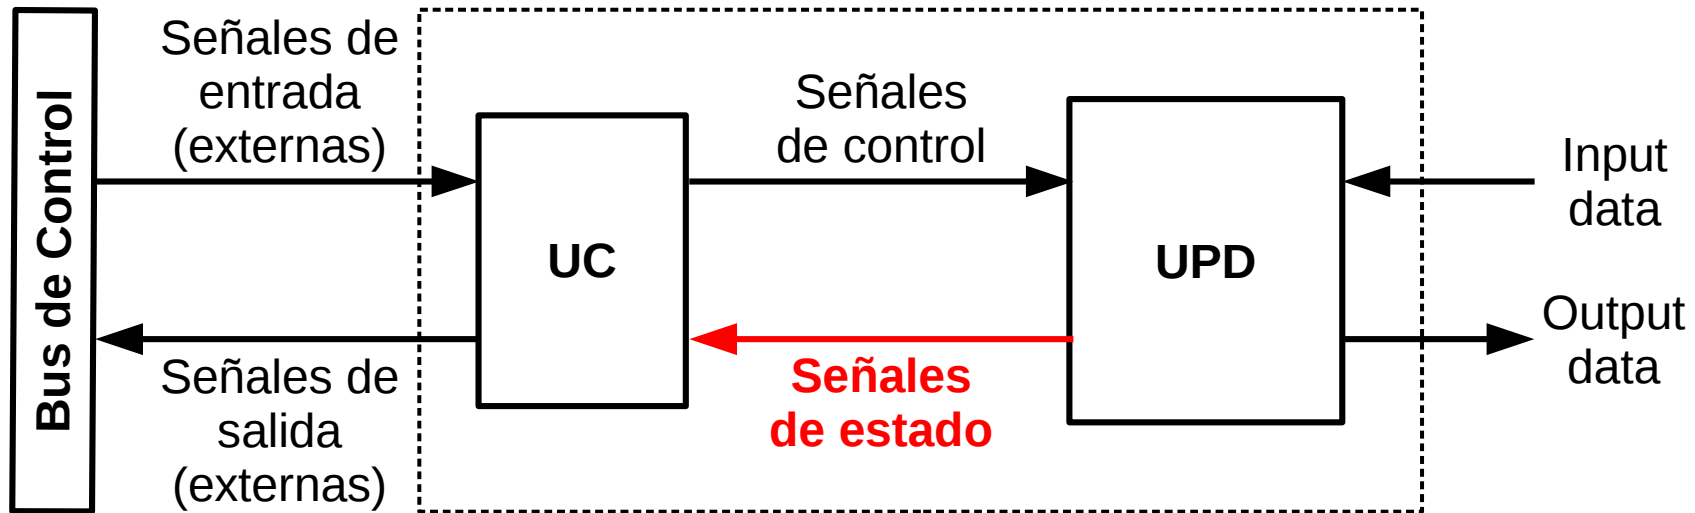 Bus de Control
Señales de
entrada
(externas)
Señales de
salida
(externas)
UC
Señales
de control
Señales
de estado
UPD
Input
data
Output
data